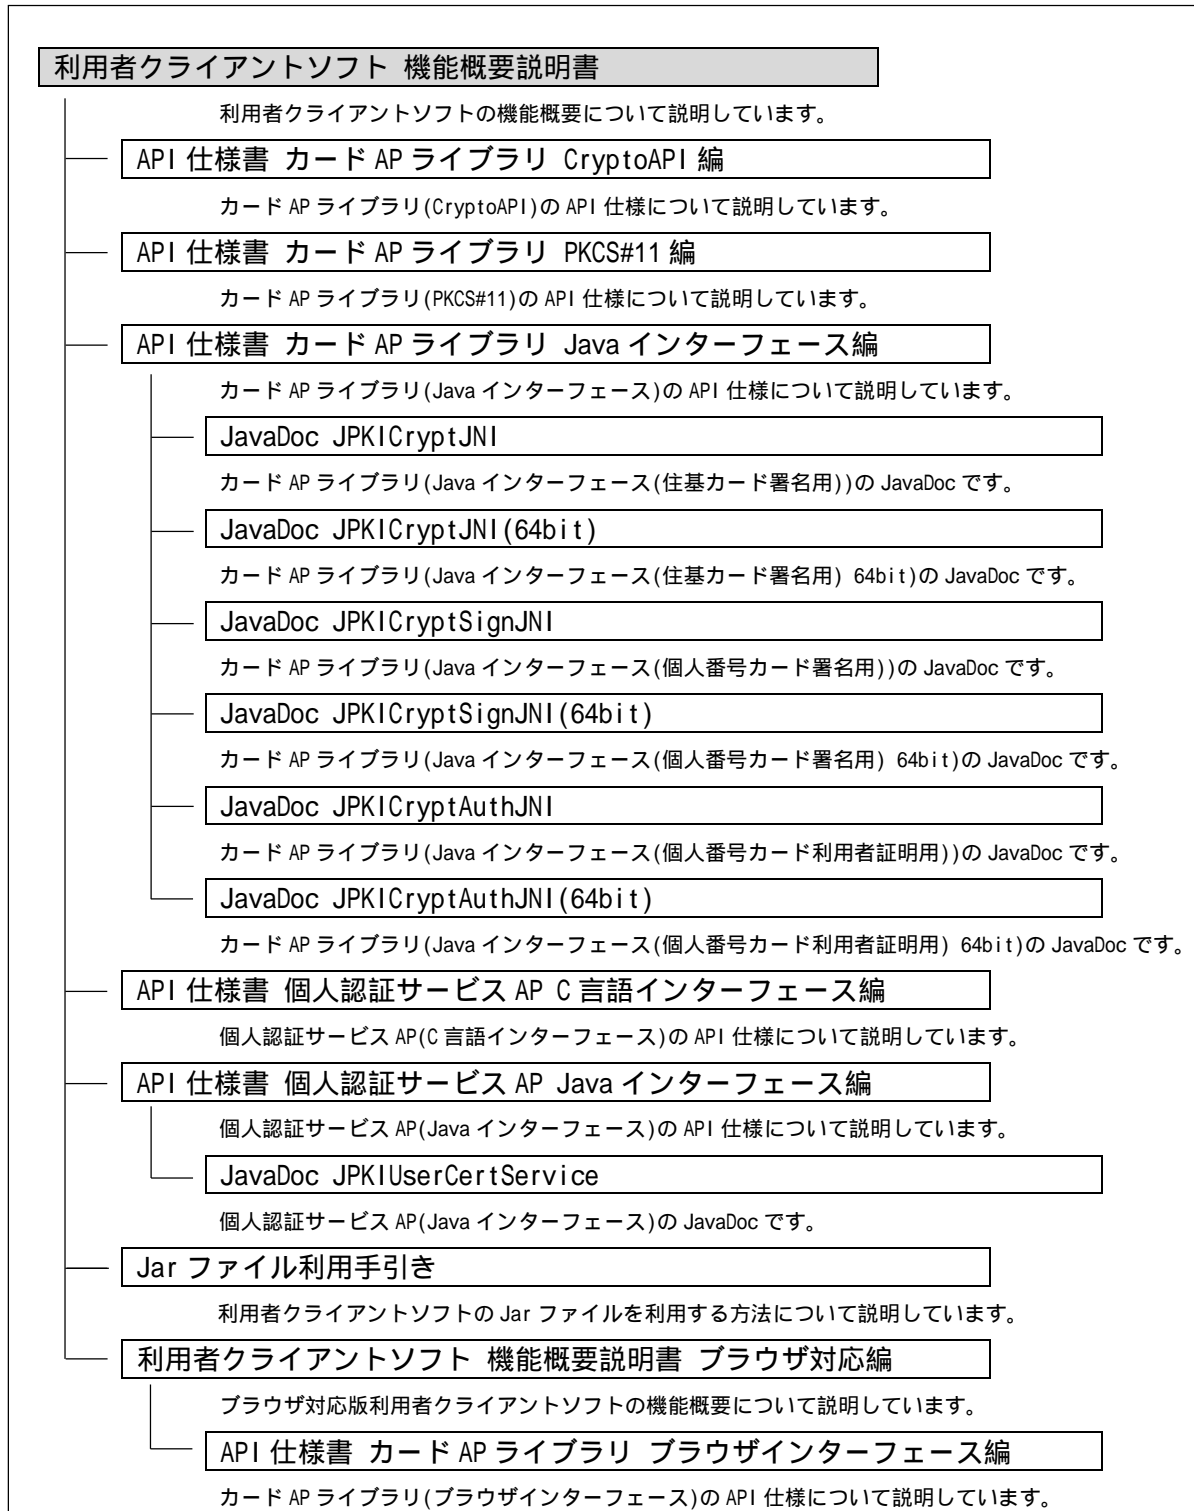 利用者クライアントソフト 機能概要説明書
利用者クライアントソフトの機能概要について説明しています。
API 仕様書 カード AP ライブラリ CryptoAPI 編
カード AP ライブラリ(CryptoAPI)の API 仕様について説明しています。
API 仕様書 カード AP ライブラリ PKCS#11 編
カード AP ライブラリ(PKCS#11)の API 仕様について説明しています。
API 仕様書 カード AP ライブラリ Java インターフェース編
カード AP ライブラリ(Java インターフェース)の API 仕様について説明しています。
JavaDoc JPKICryptJNI
カード AP ライブラリ(Java インターフェース(住基カード署名用))の JavaDoc です。
JavaDoc JPKICryptJNI(64bit)
カード AP ライブラリ(Java インターフェース(住基カード署名用) 64bit)の JavaDoc です。
JavaDoc JPKICryptSignJNI
カード AP ライブラリ(Java インターフェース(個人番号カード署名用))の JavaDoc です。
JavaDoc JPKICryptSignJNI(64bit)
カード AP ライブラリ(Java インターフェース(個人番号カード署名用) 64bit)の JavaDoc です。
JavaDoc JPKICryptAuthJNI
カード AP ライブラリ(Java インターフェース(個人番号カード利用者証明用))の JavaDoc です。
JavaDoc JPKICryptAuthJNI(64bit)
カード AP ライブラリ(Java インターフェース(個人番号カード利用者証明用) 64bit)の JavaDoc です。
API 仕様書 個人認証サービス AP C 言語インターフェース編
個人認証サービス AP(C 言語インターフェース)の API 仕様について説明しています。
API 仕様書 個人認証サービス AP Java インターフェース編
個人認証サービス AP(Java インターフェース)の API 仕様について説明しています。
JavaDoc JPKIUserCertService
個人認証サービス AP(Java インターフェース)の JavaDoc です。
Jar ファイル利用手引き
利用者クライアントソフトの Jar ファイルを利用する方法について説明しています。
利用者クライアントソフト 機能概要説明書 ブラウザ対応編
ブラウザ対応版利用者クライアントソフトの機能概要について説明しています。
API 仕様書 カード AP ライブラリ ブラウザインターフェース編
カード AP ライブラリ(ブラウザインターフェース)の API 仕様について説明しています。